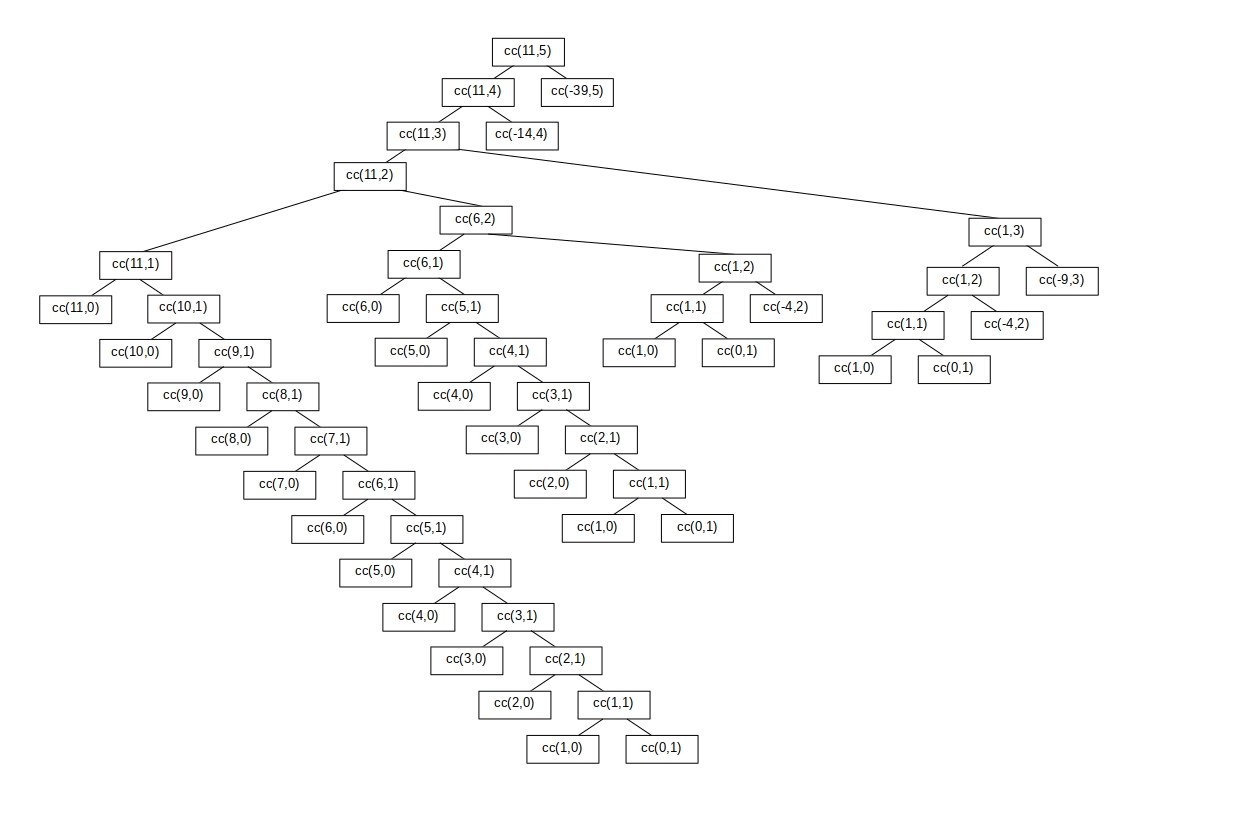 cc(11,5)
cc(11,4)
cc(-39,5)
cc(11,3)
cc(-14,4)
cc(11,2)
cc(6,2)
cc(1,3)
cc(11,1)
cc(6,1)
cc(1,2)
cc(1,2)
cc(-9,3)
cc(11,0)
cc(10,1)
cc(6,0)
cc(5,1)
cc(1,1)
cc(-4,2)
cc(1,1)
cc(-4,2)
cc(10,0)
cc(9,1)
cc(5,0)
cc(4,1)
cc(1,0)
cc(0,1)
cc(1,0)
cc(0,1)
cc(9,0)
cc(8,1)
cc(4,0)
cc(3,1)
cc(8,0)
cc(7,1)
cc(3,0)
cc(2,1)
cc(7,0)
cc(6,1)
cc(2,0)
cc(1,1)
cc(6,0)
cc(5,1)
cc(1,0)
cc(0,1)
cc(5,0)
cc(4,1)
cc(4,0)
cc(3,1)
cc(3,0)
cc(2,1)
cc(2,0)
cc(1,1)
cc(1,0)
cc(0,1)